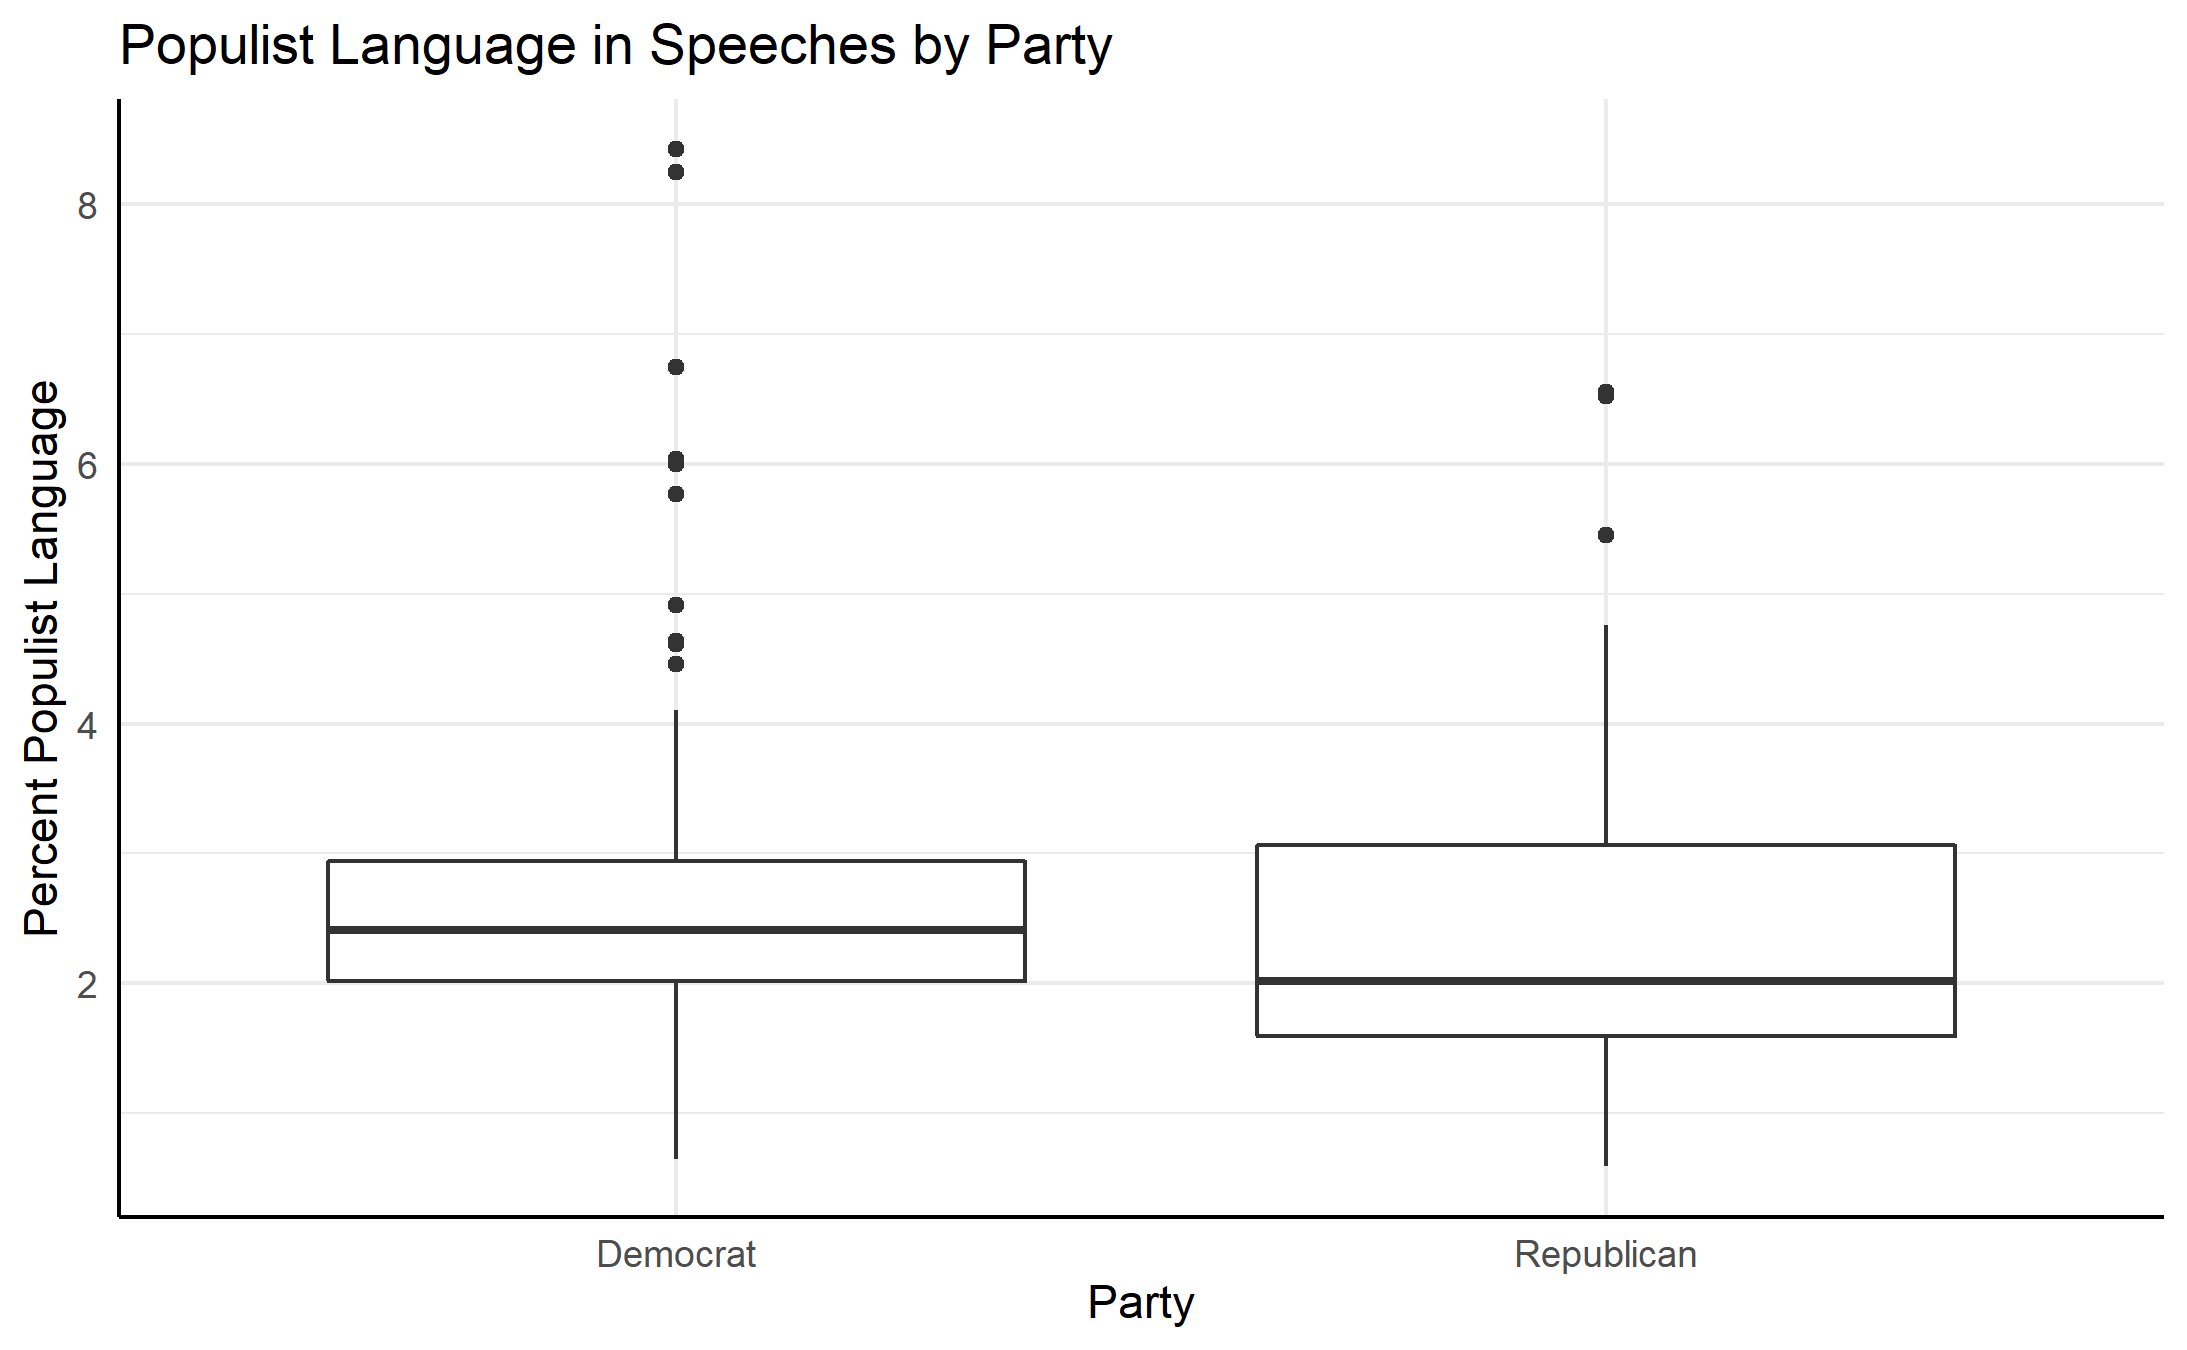 Populist Language in Speeches by Party
Percent Populist Language
8
6
4
2
Democrat
Republican
Party